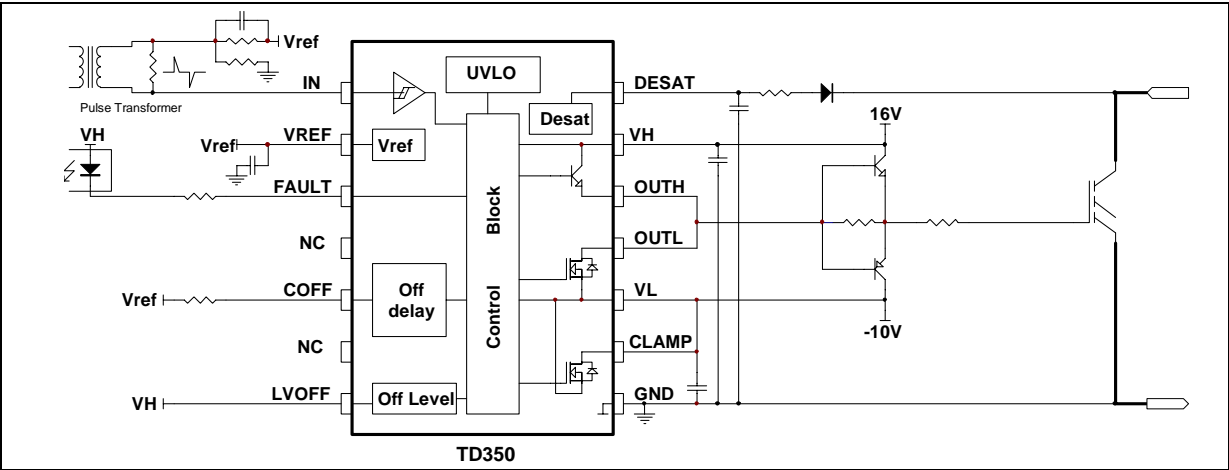 Vref
Pulse Transformer
VH
IN
Vref
VREF
FAULT
NC
Vref
COFF
NC
VH
LVOFF
UVLO
Vref
Desat
Control Block
Off
delay
Off Level
DESAT
VH
OUTH
OUTL
VL
CLAMP
GND
16V
-10V
TD350